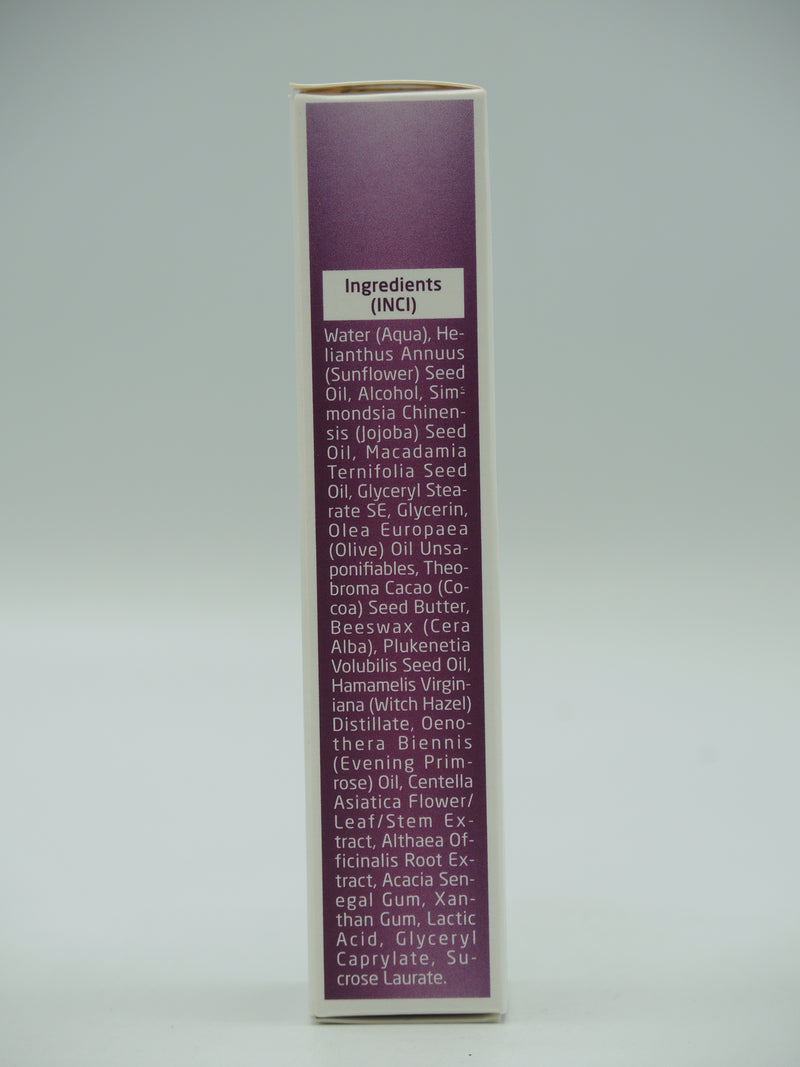 Ingredients
(INCI)
Water (Aqua), He-
lianthus Annuus
(Sunflower) Seed
Oil, Alcohol, Sim-
mondsia Chinen-
sis (Jojoba) Seed
Oil, Macadamia
Ternifolia Seed
Oil, Glyceryl Stea-
rate SE, Glycerin,
Olea Europaea
(Olive) Oil Unsa-
ponifiables, Theo-
broma Cacao (Co-
coa) Seed Butter,
Beeswax (Cera
Alba), Plukenetia
Volubilis Seed Oil,
Hamamelis Virgin-
iana (Witch Hazel)
Distillate, Oeno-
thera Biennis
(Evening Prim-
rose) Oil, Centella
Asiatica Flower/
Leaf/Stem Ex-
tract, Althaea Of-
ficinalis Root Ex-
tract, Acacia Sen-
egal Gum, Xan-
than Gum, Lactic
Acid, Glyceryl
Caprylate, Su-
crose Laurate.